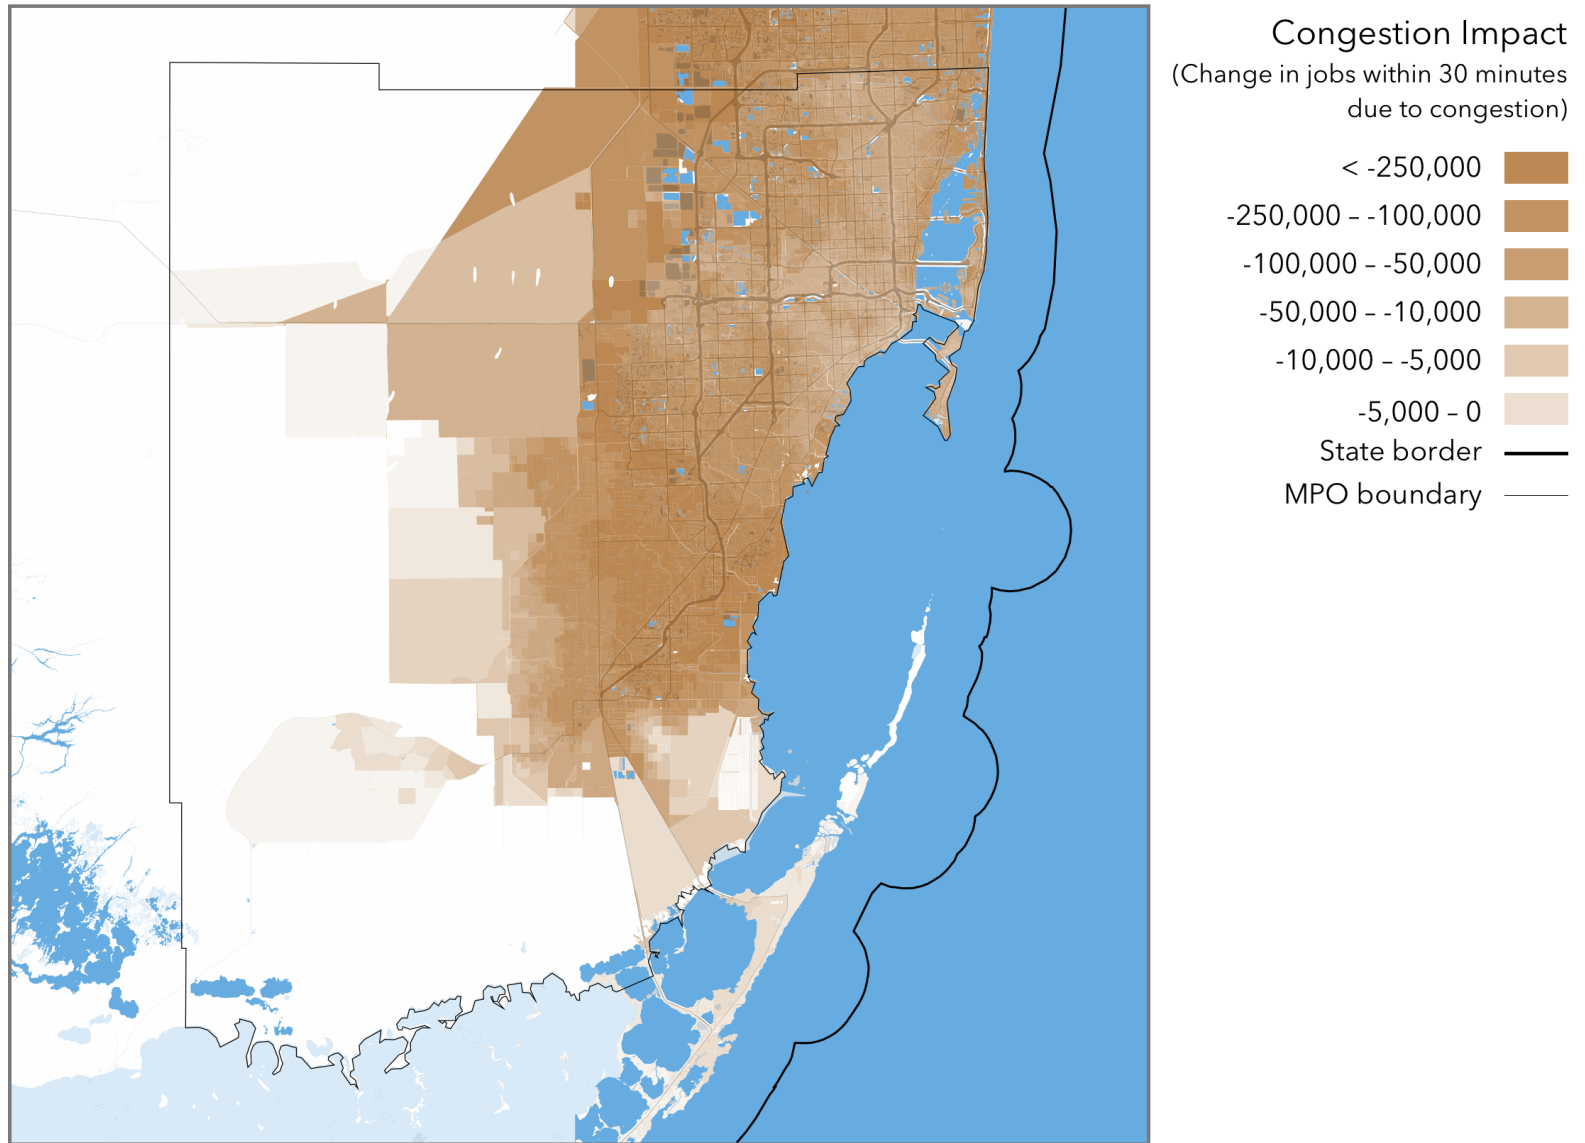 Congestion Impact
(Change in jobs within 30 minutes
due to congestion)
< -250,000
-250,000 – -100,000
-100,000 – -50,000
-50,000 – -10,000
-10,000 – -5,000
-5,000 – 0
State border
MPO boundary